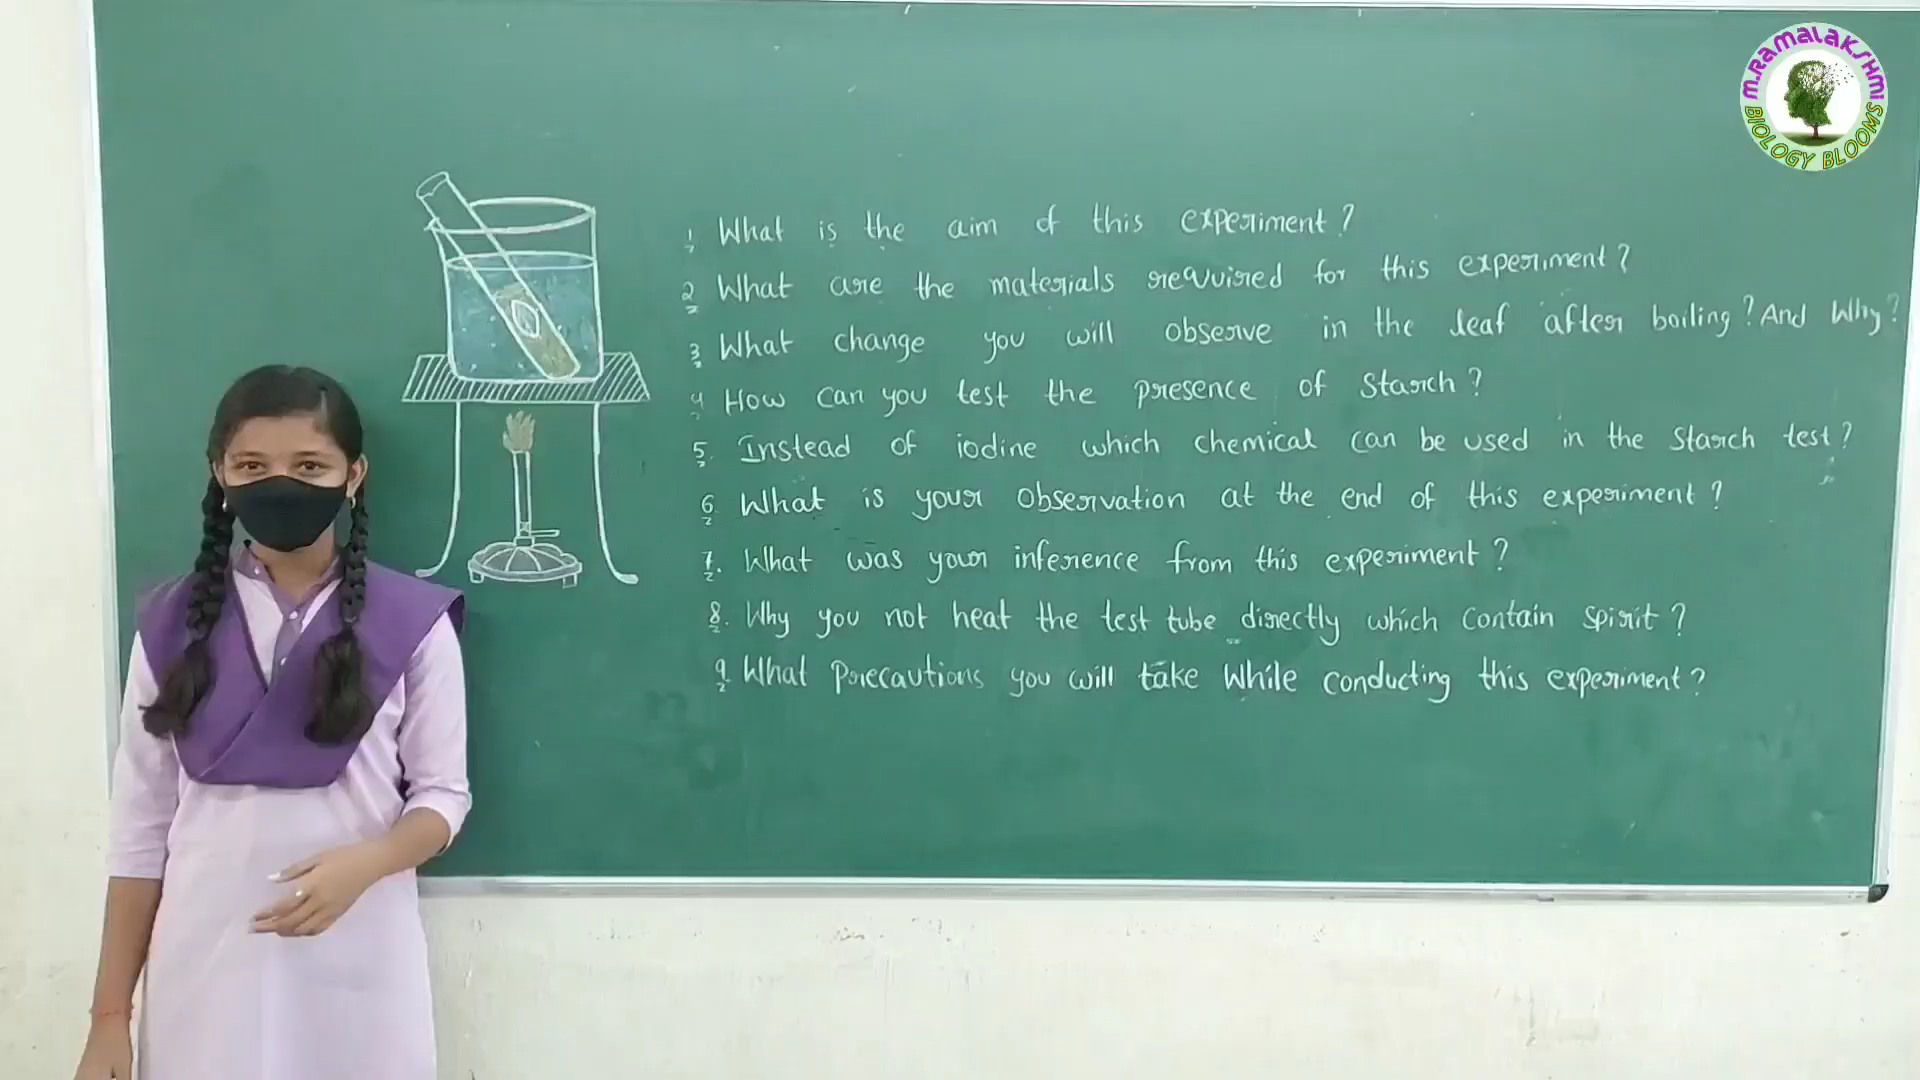 M.RAMALAKSHMI
BIOLOGY BLOOMS
1. What is the aim of this experiment?
2. What are the materials required for this experiment?
3. What change you will observe in the leaf after boiling? And Why?
4. How can you test the presence of starch?
5. Instead of iodine which chemical can be used in the starch test?
6. What is your observation at the end of this experiment?
7. What was your inference from this experiment?
8. Why you not heat the test tube directly which contain spirit?
9. What Precautions you will take While conducting this experiment?